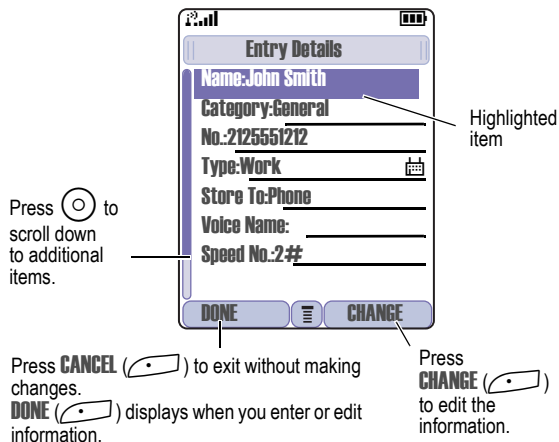 Entry Details
Name:John Smith
Category:General
No.:2125551212
Type:Work
Store To:Phone
Voice Name:
Speed No.:2#
DONE
CHANGE
Highlighted
item
Press to
scroll down
to additional
items.
Press CANCEL ( ) to exit without making
changes.
DONE ( ) displays when you enter or edit
information.
Press
CHANGE ( )
to edit the
information.